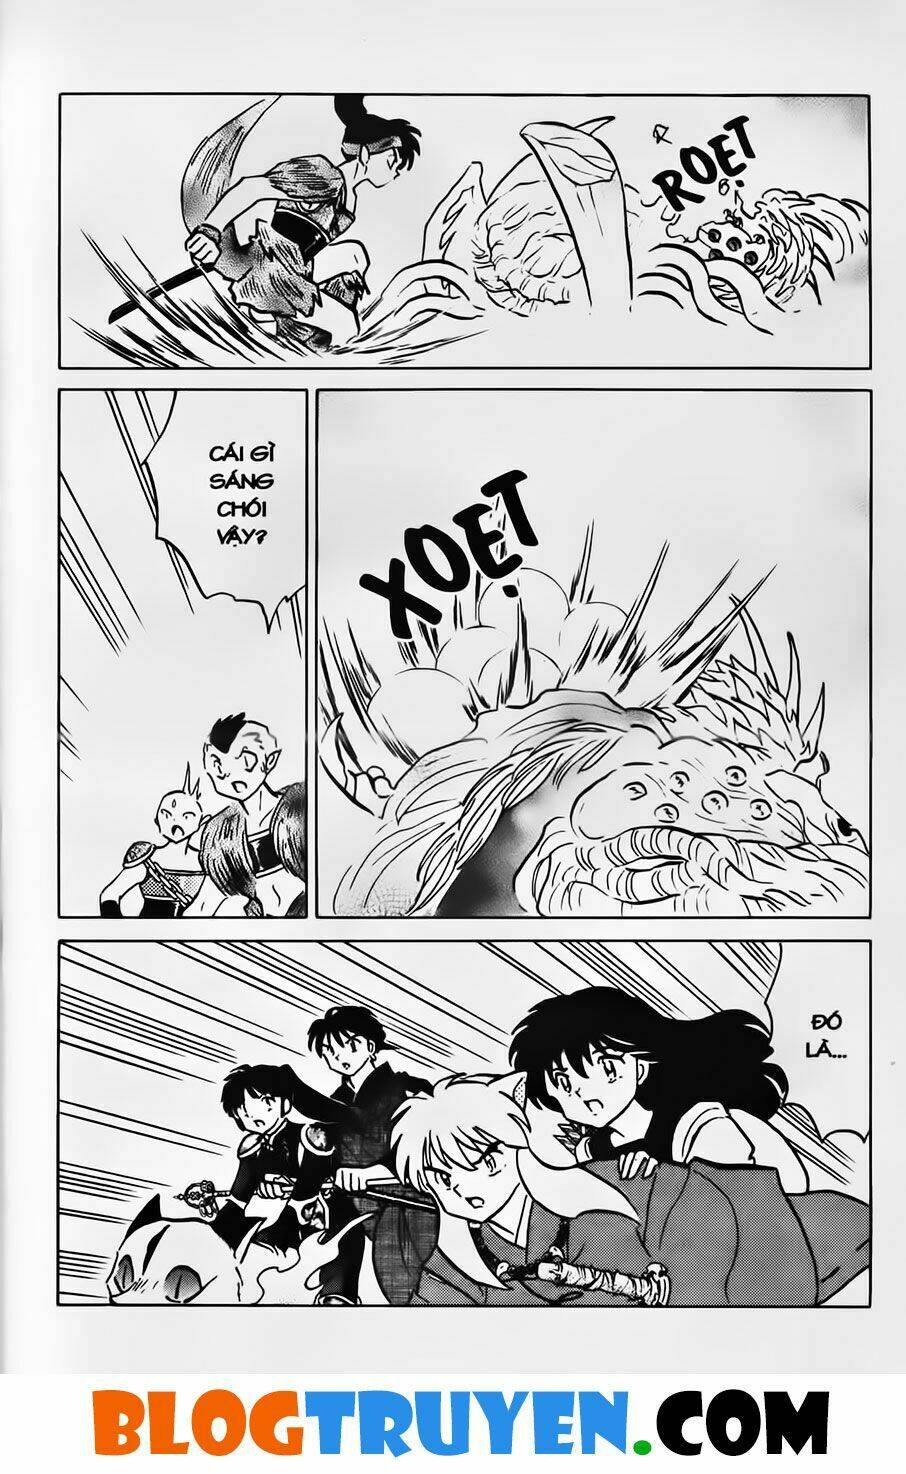 ROẸT
CÁI GÌ
SÁNG
CHÓI
VẬY?
XOẸT
ĐÓ
LÀ...
BLOGTRUYEN.COM